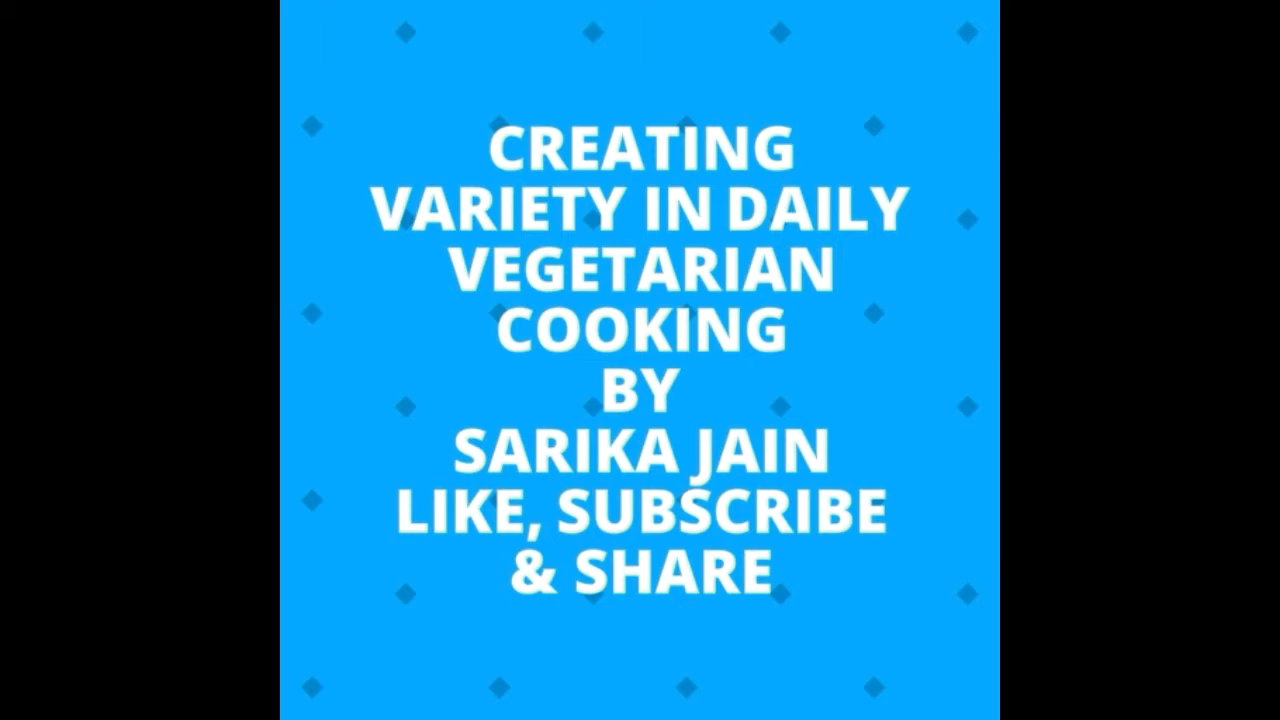 CREATING
VARIETY IN DAILY
VEGETARIAN
COOKING
BY
SARIKA JAIN
LIKE, SUBSCRIBE
& SHARE